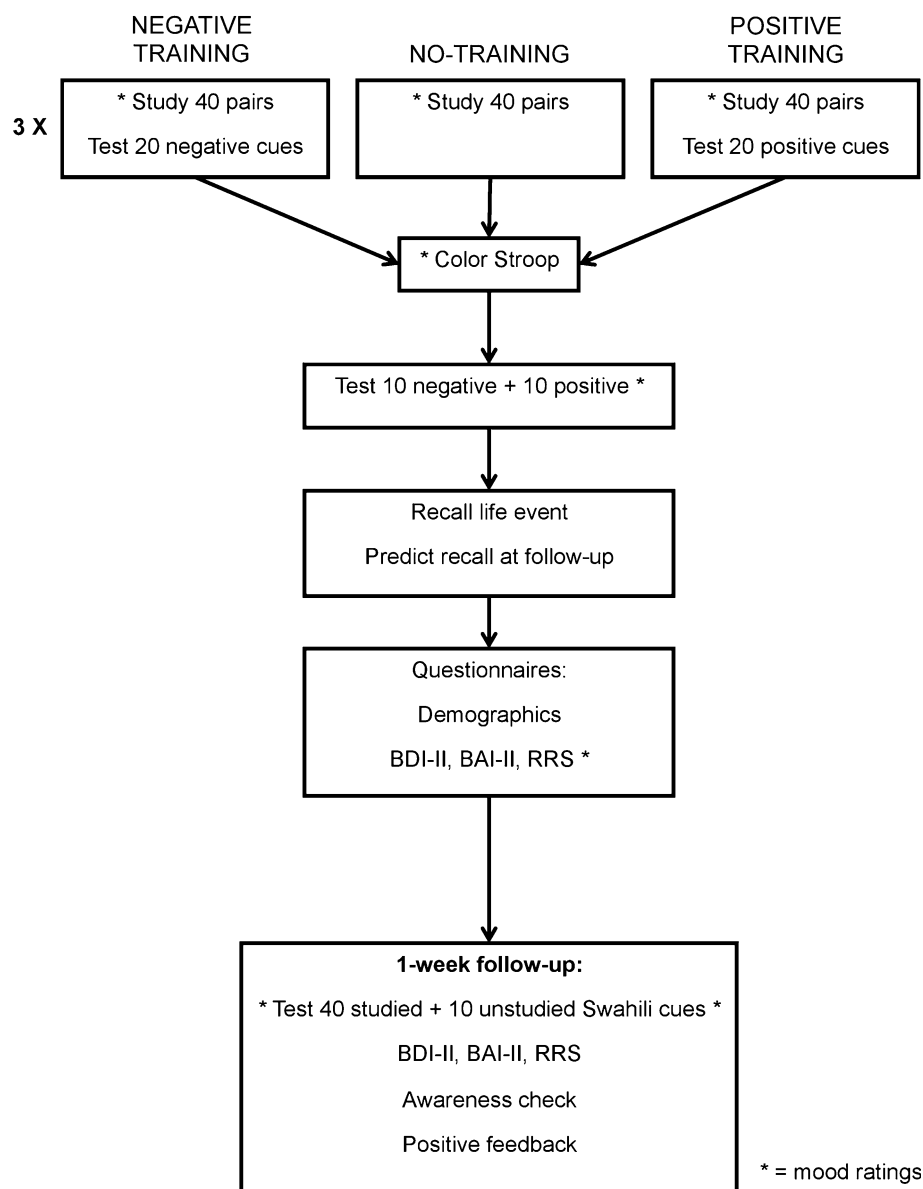 NEGATIVE
TRAINING
NO-TRAINING
POSITIVE
TRAINING
3 X
* Study 40 pairs
Test 20 negative cues
* Study 40 pairs
* Study 40 pairs
Test 20 positive cues
* Color Stroop
Test 10 negative + 10 positive *
Recall life event
Predict recall at follow-up
Questionnaires:
Demographics
BDI-II, BAI-II, RRS *
1-week follow-up:
* Test 40 studied + 10 unstudied Swahili cues *
BDI-II, BAI-II, RRS
Awareness check
Positive feedback
* = mood ratings